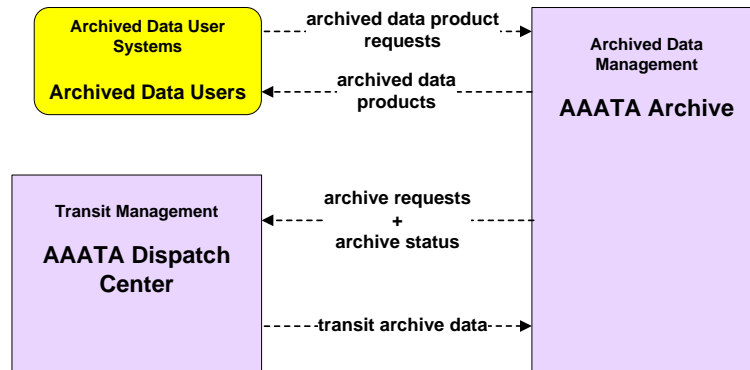 Archived Data User
Systems
Archived Data Users
archived data product
requests
archived data
products
Archived Data
Management
AAATA Archive
Transit Management
AAATA Dispatch
Center
archive requests
+
archive status
transit archive data